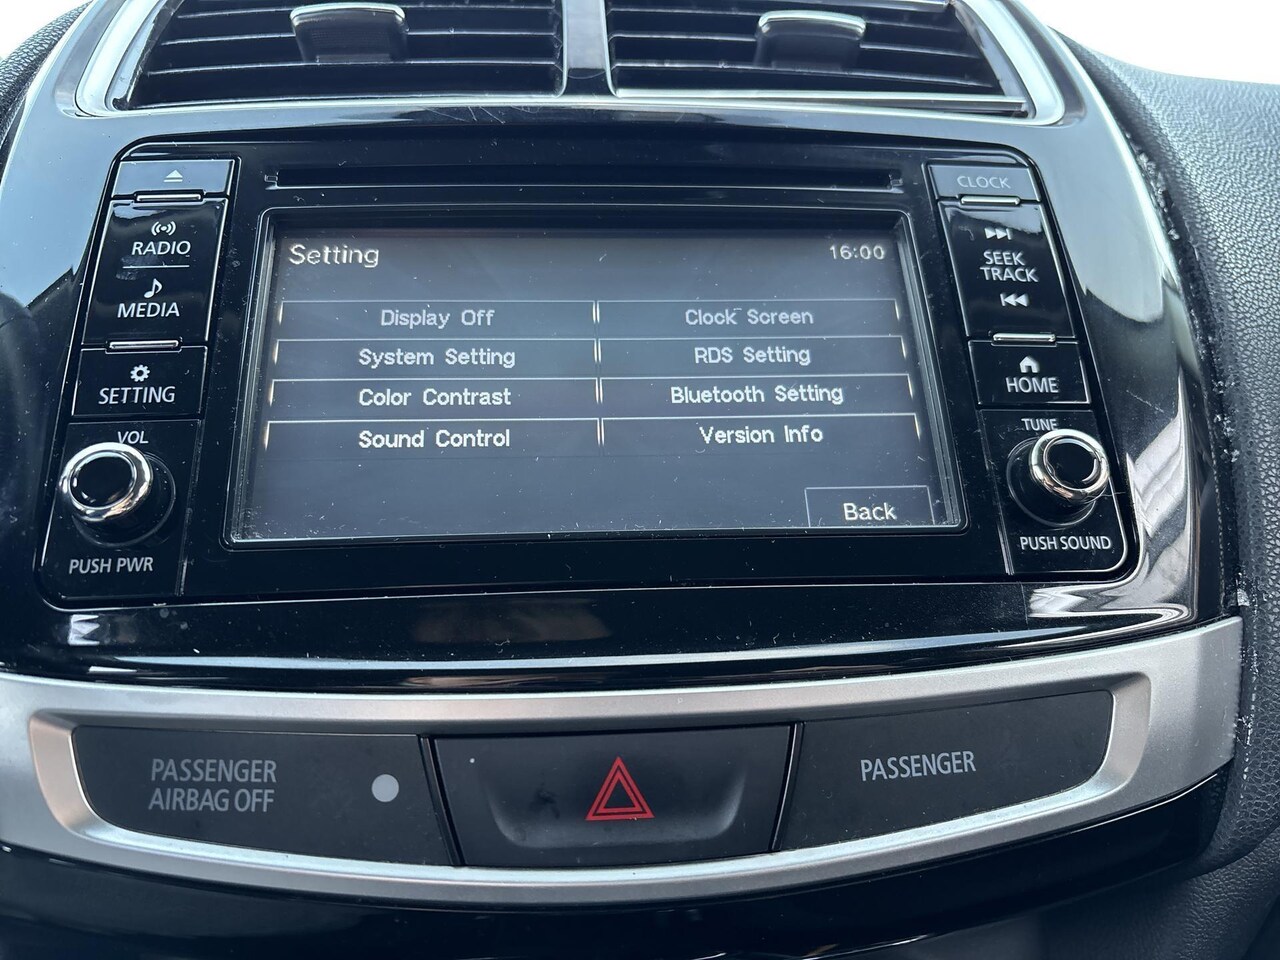 RADIO
MEDIA
SETTING
VOL
PUSH PWR
Setting
16:00
Display Off
Clock Screen
System Setting
RDS Setting
Color Contrast
Bluetooth Setting
Sound Control
Version Info
Back
CLOCK
SEEK
TRACK
HOME
TUNE
PUSH SOUND
PASSENGER
AIRBAG OFF
PASSENGER